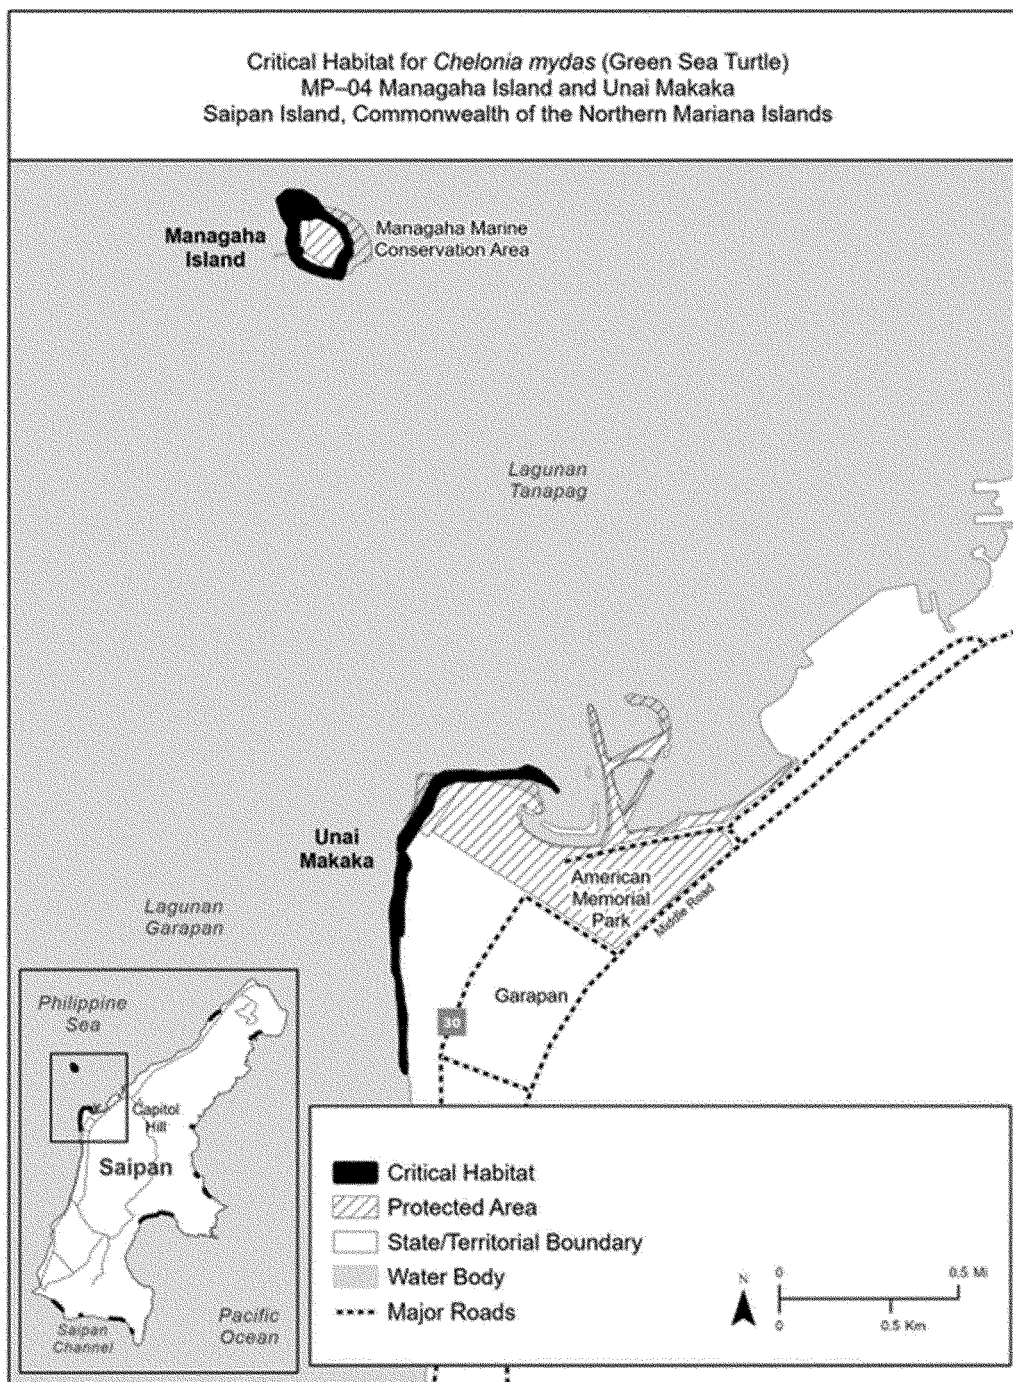 Critical Habitat for Chelonia mydas (Green Sea Turtle)
MP–04 Managaha Island and Unai Makaka
Saipan Island, Commonwealth of the Northern Mariana Islands
Managaha
Island
Managaha Marine
Conservation Area
Lagunan
Tanapag
Unai
Makaka
American
Memorial
Park
Middle Road
Lagunan
Garapan
Garapan
30
Philippine
Sea
Capitol
Hill
Saipan
Pacific
Ocean
Saipan
Channel
Critical Habitat
Protected Area
State/Territorial Boundary
Water Body
Major Roads
N
0 0.5 Mi
0 0.5 Km